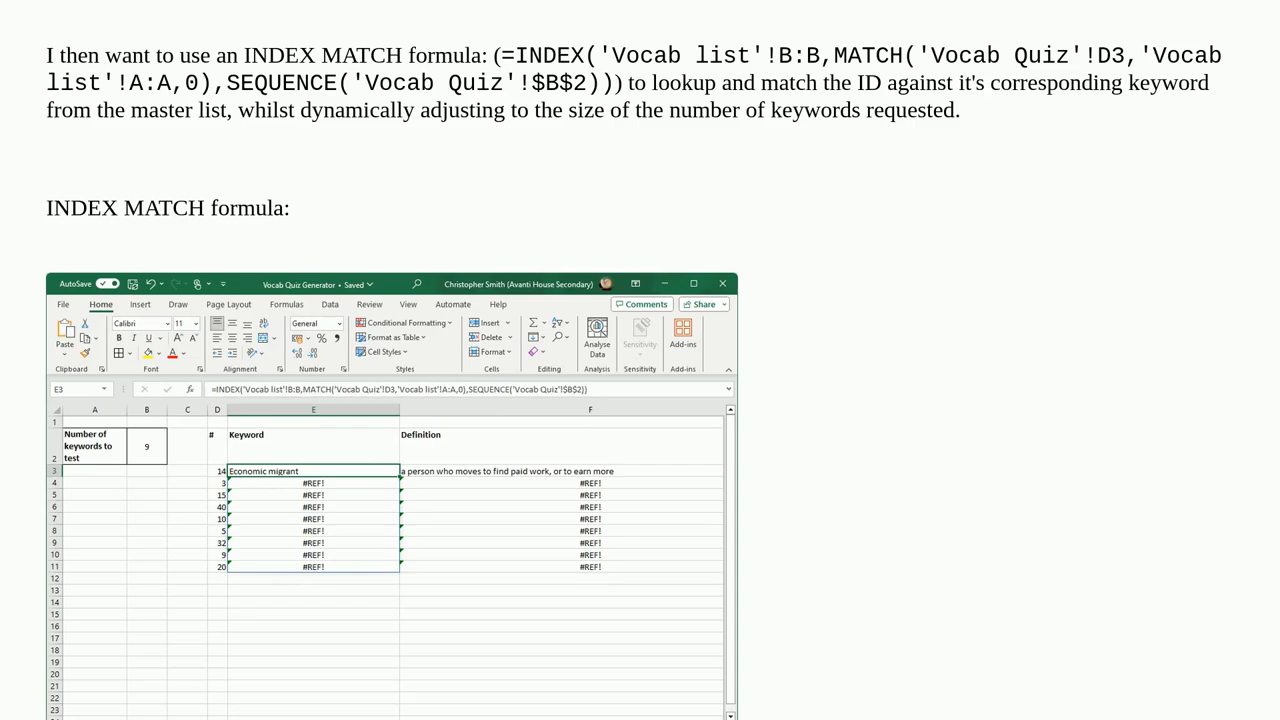 I then want to use an INDEX MATCH formula: (=INDEX('Vocab list'!B:B,MATCH('Vocab Quiz'!D3,'Vocab
list'!A:A,0),SEQUENCE('Vocab Quiz'!$B$2))) to lookup and match the ID against it's corresponding keyword
from the master list, whilst dynamically adjusting to the size of the number of keywords requested.
INDEX MATCH formula:
AutoSave Vocab Quiz Generator • Saved Christopher Smith (Avanti House Secondary)
File Home Insert Draw Page Layout Formulas Data Review View Automate Help Comments Share
Calibri 11 General Conditional Formatting Insert
Paste B I U Format as Table Delete Analyse Data Sensitivity Add-ins
A Cell Styles Format
Clipboard Font Alignment Number Styles Cells Editing Analysis Sensitivity Add-ins
E3 fx =INDEX('Vocab list'!B:B,MATCH('Vocab Quiz'!D3,'Vocab list'!A:A,0),SEQUENCE('Vocab Quiz'!$B$2))
A B C D E F
1
2 Number of keywords to test 9 # Keyword Definition
3 14 Economic migrant a person who moves to find paid work, or to earn more
4 3 #REF! #REF!
5 15 #REF! #REF!
6 40 #REF! #REF!
7 10 #REF! #REF!
8 5 #REF! #REF!
9 32 #REF! #REF!
10 9 #REF! #REF!
11 20 #REF! #REF!
12
13
14
15
16
17
18
19
20
21
22
23